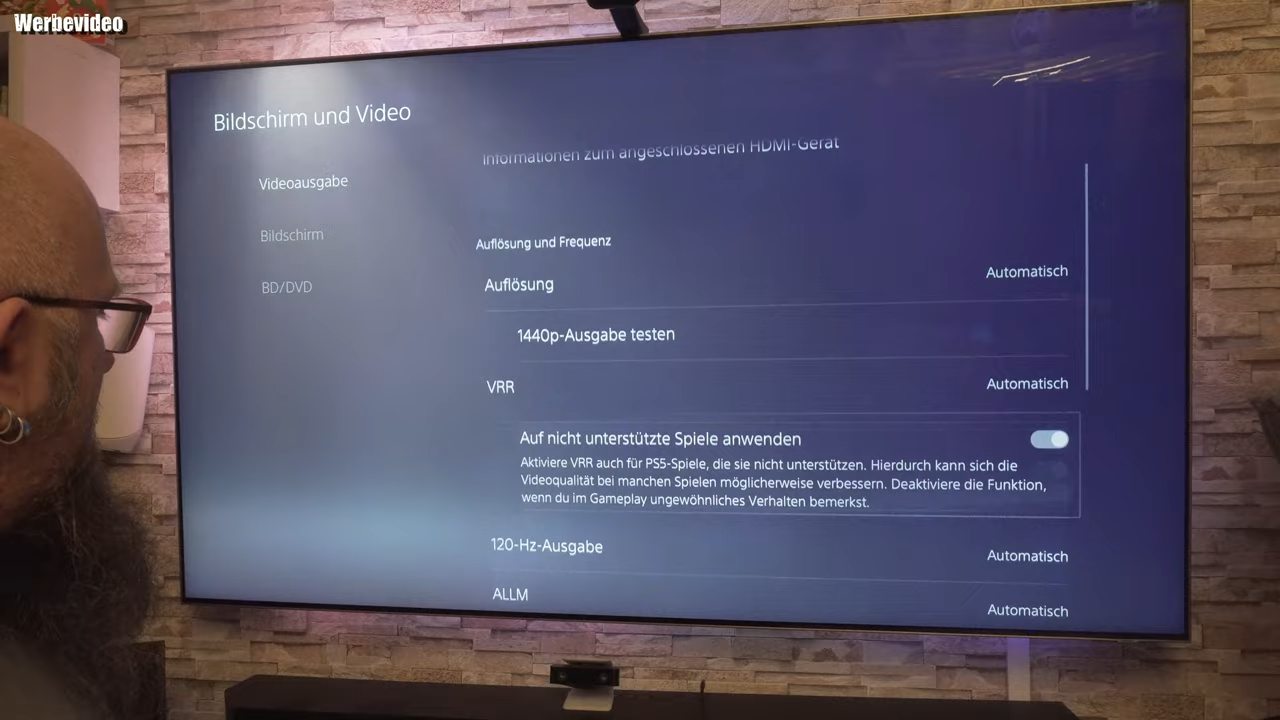 Werbevideo
Bildschirm und Video
Informationen zum angeschlossenen HDMI-Gerät
Videoausgabe
Bildschirm
BD/DVD
Auflösung und Frequenz
Auflösung
Automatisch
1440p-Ausgabe testen
VRR
Automatisch
Auf nicht unterstützte Spiele anwenden
Aktiviere VRR auch für PS5-Spiele, die sie nicht unterstützen. Hierdurch kann sich die
Videoqualität bei manchen Spielen möglicherweise verbessern. Deaktiviere die Funktion,
wenn du im Gameplay ungewöhnliches Verhalten bemerkst.
120-Hz-Ausgabe
Automatisch
ALLM
Automatisch